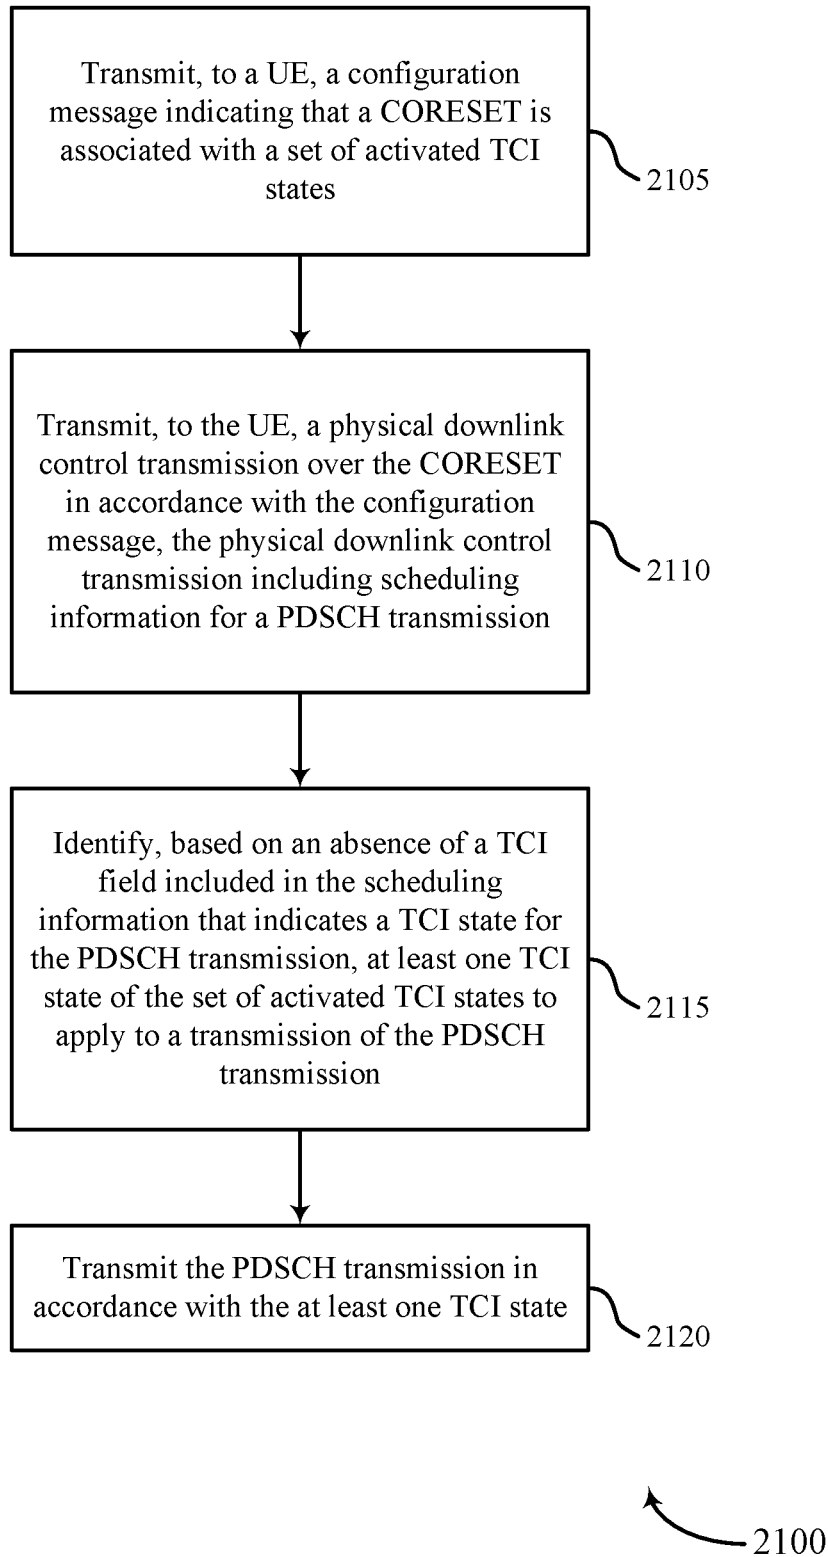 Transmit, to a UE, a configuration
message indicating that a CORESET is
associated with a set of activated TCI
states
2105
Transmit, to the UE, a physical downlink
control transmission over the CORESET
in accordance with the configuration
message, the physical downlink control
transmission including scheduling
information for a PDSCH transmission
2110
Identify, based on an absence of a TCI
field included in the scheduling
information that indicates a TCI state for
the PDSCH transmission, at least one TCI
state of the set of activated TCI states to
apply to a transmission of the PDSCH
transmission
2115
Transmit the PDSCH transmission in
accordance with the at least one TCI state
2120
2100